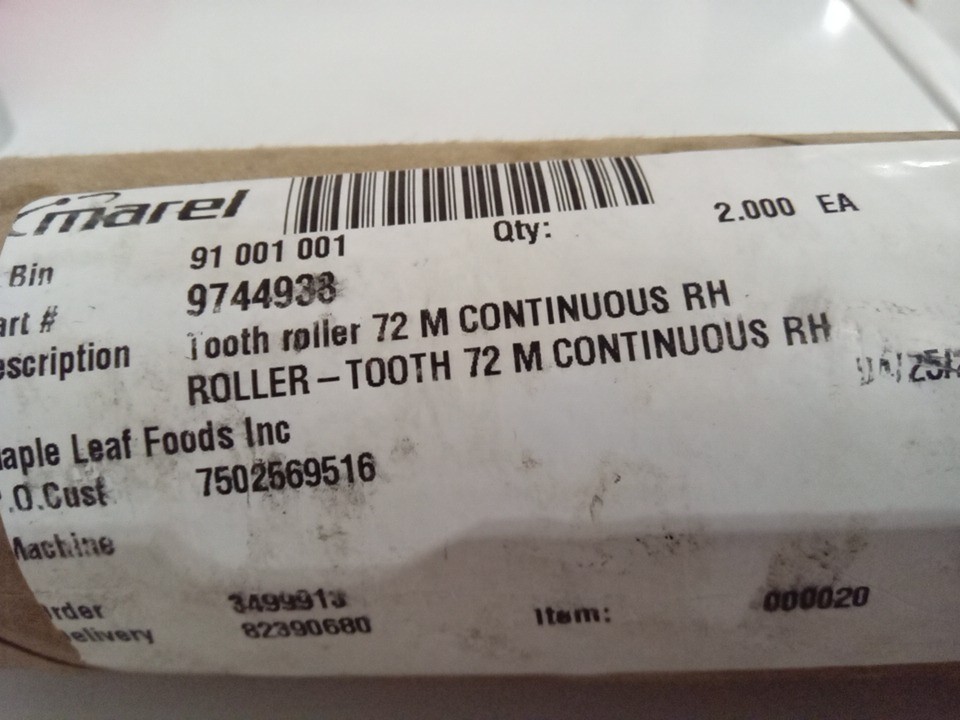 marel
Bin 91 001 001 Qty: 2.000 EA
art # 9744938
escription Tooth roller 72 M CONTINUOUS RH
ROLLER-TOOTH 72 M CONTINUOUS RH
aple Leaf Foods Inc
.O.Cust 7502569516
Machine
rder 3499913
elivery 82390680 Item: 000020